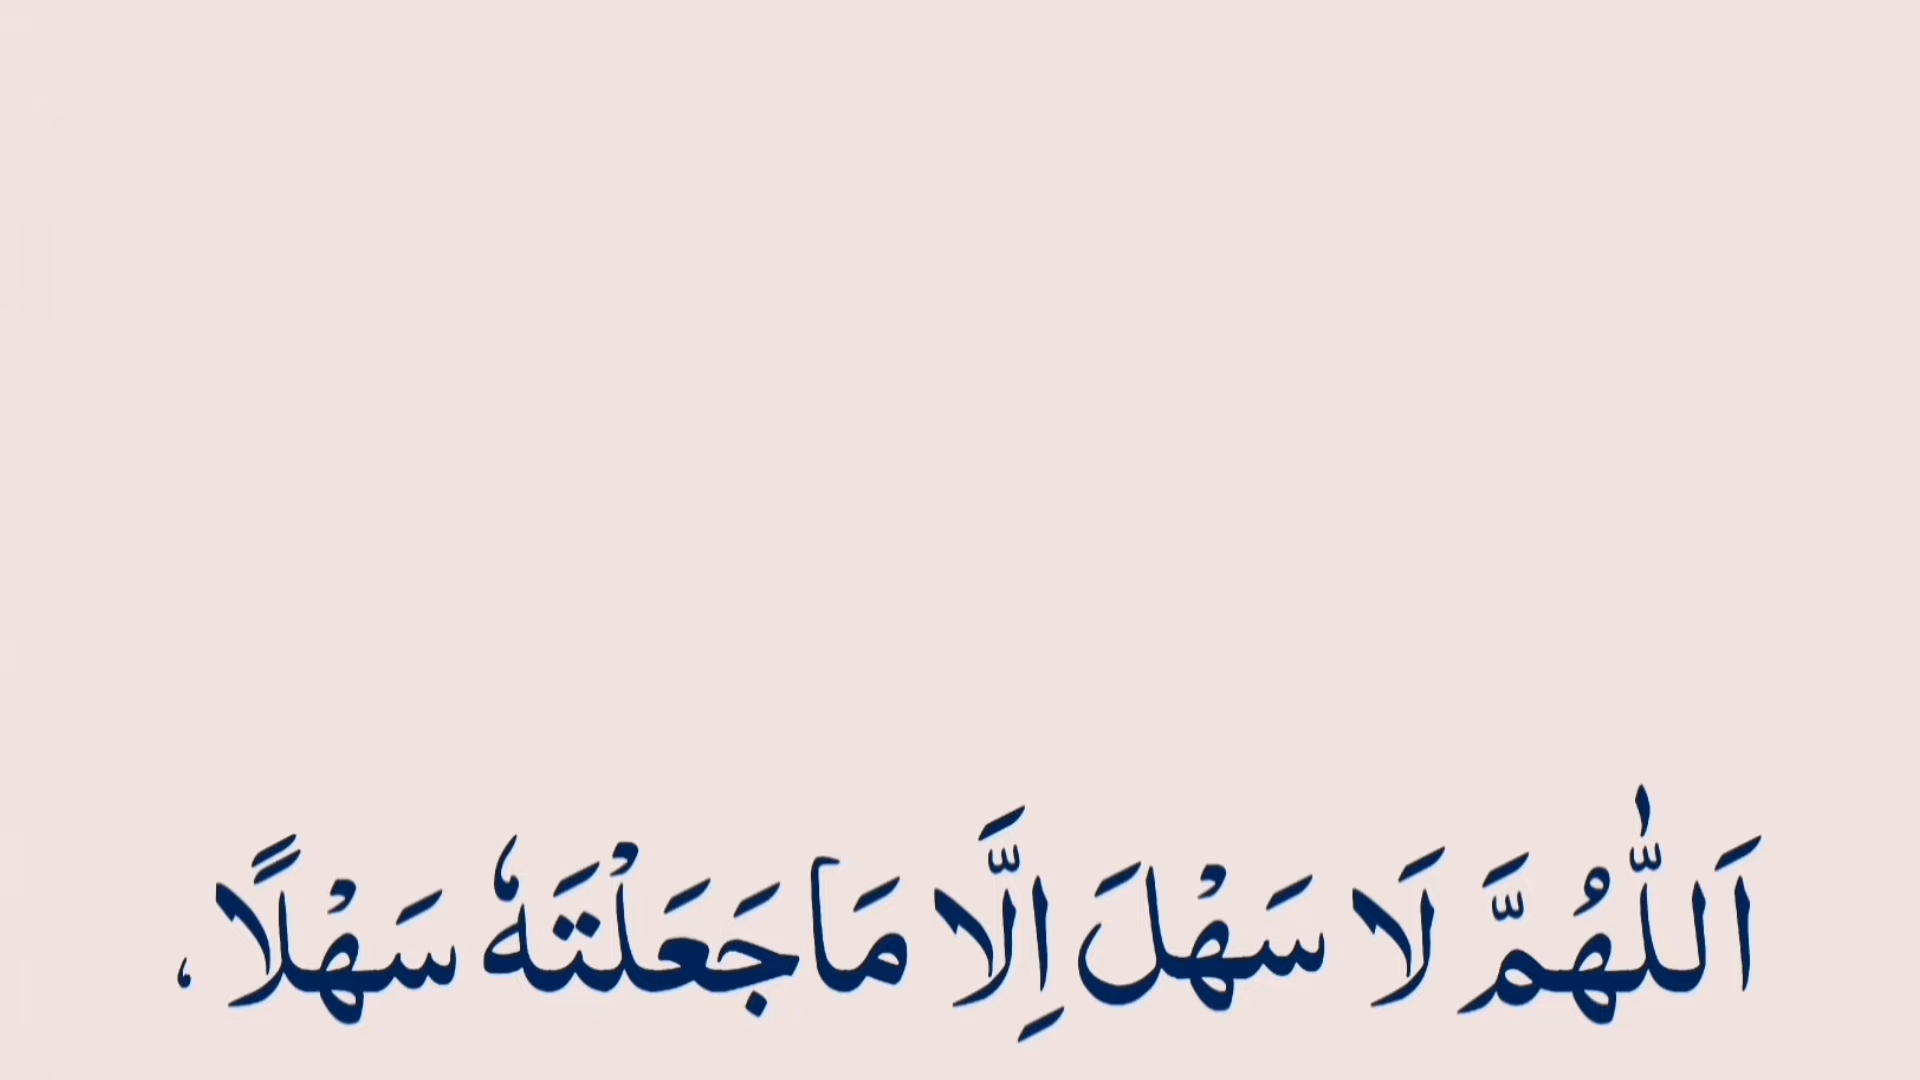 اَللّٰهُمَّ لَا سَهْلَ اِلَّا مَا جَعَلْتَهٗ سَهْلًا ،